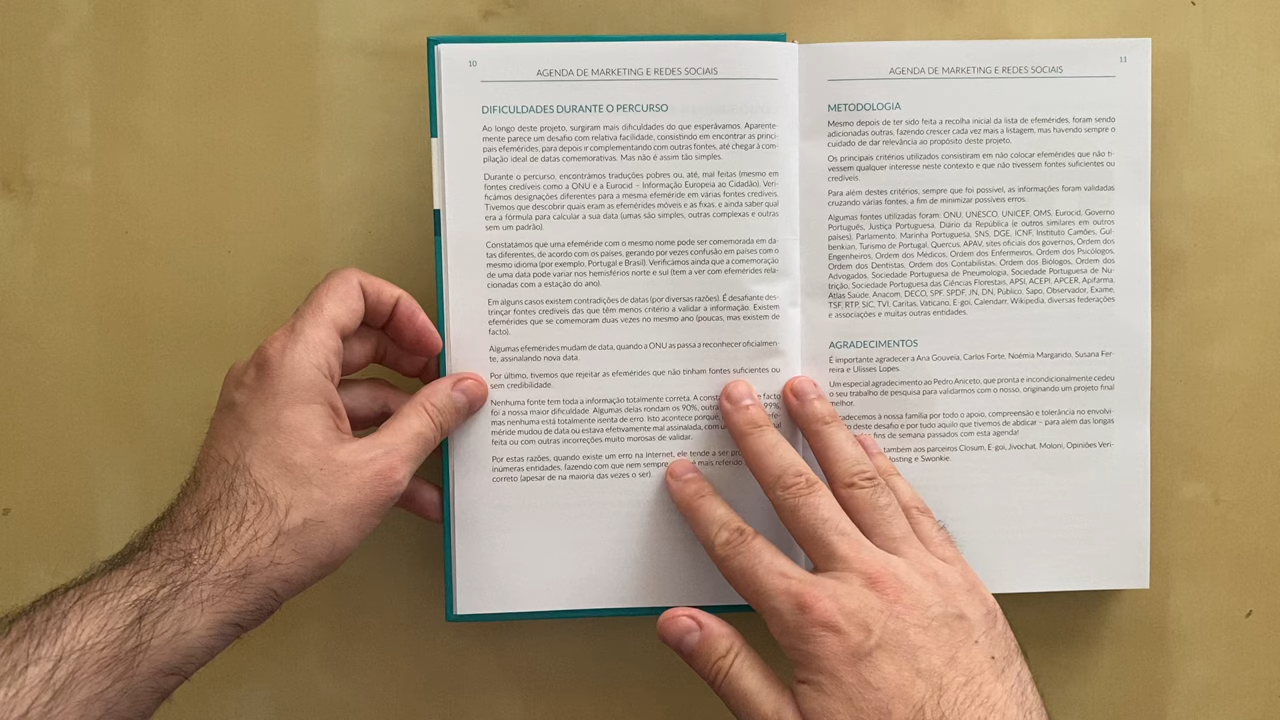 10
AGENDA DE MARKETING E REDES SOCIAIS
DIFICULDADES DURANTE O PERCURSO
Ao longo deste projeto, surgiram mais dificuldades do que esperávamos. Aparente-
mente parece um desafio com relativa facilidade, consistindo em encontrar as princi-
pais efemérides, para depois ir complementando com outras fontes, até chegar à com-
pilação ideal de datas comemorativas. Mas não é assim tão simples.
Durante o percurso, encontrámos traduções pobres ou, até, mal feitas (mesmo em
fontes credíveis como a ONU e a Eurocid – Informação Europeia ao Cidadão). Veri-
ficámos designações diferentes para a mesma efeméride em várias fontes credíveis.
Tivemos que descobrir quais eram as efemérides móveis e as fixas, e ainda saber qual
era a fórmula para calcular a sua data (umas são simples, outras complexas e outras
sem um padrão).
Constatámos que uma efeméride com o mesmo nome pode ser comemorada em da-
tas diferentes, de acordo com os países, gerando por vezes confusão em países com o
mesmo idioma (por exemplo, Portugal e Brasil). Verificámos ainda que a comemoração
de uma data pode variar nos hemisférios norte e sul (tem a ver com efemérides rela-
cionadas com a estação do ano).
Em alguns casos existem contradições de datas (por diversas razões). É desafiante des-
trinçar fontes credíveis das que têm menos critério a validar a informação. Existem
efemérides que se comemoram duas vezes no mesmo ano (poucas, mas existem de
facto).
Algumas efemérides mudam de data, quando a ONU as passa a reconhecer oficialmen-
te, assinalando nova data.
Por último, tivemos que rejeitar as efemérides que não tinham fontes suficientes ou
sem credibilidade.
Nenhuma fonte tem toda a informação totalmente correta. A const facto
foi a nossa maior dificuldade. Algumas delas rondam os 90%, outra 99%,
mas nenhuma está totalmente isenta de erro. Isto acontece porque efe-
méride mudou de data ou estava efetivamente mal assinalada, com
feita ou com outras incorreções muito morosas de validar.
Por estas razões, quando existe um erro na internet, ele tende a ser
inúmeras entidades, fazendo com que nem sempre mais referido
correto (apesar de na maioria das vezes o ser).
11
AGENDA DE MARKETING E REDES SOCIAIS
METODOLOGIA
Mesmo depois de ter sido feita a recolha inicial da lista de efemérides, foram sendo
adicionadas outras, fazendo crescer cada vez mais a listagem, mas havendo sempre o
cuidado de dar relevância ao propósito deste projeto.
Os principais critérios utilizados consistiram em não colocar efemérides que não ti-
vessem qualquer interesse neste contexto e que não tivessem fontes suficientes ou
credíveis.
Para além destes critérios, sempre que foi possível, as informações foram validadas
cruzando várias fontes, a fim de minimizar possíveis erros.
Algumas fontes utilizadas foram: ONU, UNESCO, UNICEF, OMS, Eurocid, Governo
Português, Justiça Portuguesa, Diário da República (e outros similares em outros
países), Parlamento, Marinha Portuguesa, SNS, DGE, ICNF, Instituto Camões, Gul-
benkian, Turismo de Portugal, Quercus, APAV, sites oficiais dos governos, Ordem dos
Engenheiros, Ordem dos Médicos, Ordem dos Enfermeiros, Ordem dos Psicólogos,
Ordem dos Dentistas, Ordem dos Contabilistas, Ordem dos Biólogos, Ordem dos
Advogados, Sociedade Portuguesa de Pneumologia, Sociedade Portuguesa de Nu-
trição, Sociedade Portuguesa das Ciências Florestais, APSI, ACEPI, APCER, Apifarma,
Atlas Saúde, Anacom, DECO, SPF, SPDF, JN, DN, Público, Sapo, Observador, Exame,
TSF, RTP, SIC, TVI, Caritas, Vaticano, E-goi, Calendarr, Wikipedia, diversas federações
e associações e muitas outras entidades.
AGRADECIMENTOS
É importante agradecer a Ana Gouveia, Carlos Forte, Noémia Margando, Susana Fer-
reira e Ulisses Lopes.
Um especial agradecimento ao Pedro Aniceto, que pronta e incondicionalmente cedeu
o seu trabalho de pesquisa para validarmos com o nosso, originando um projeto final
melhor.
radecemos à nossa família por todo o apoio, compreensão e tolerância no envolvi-
o deste desafio e por tudo aquilo que tivemos de abdicar – para além das longas
fins de semana passados com esta agenda!
também aos parceiros Closum, E-goi, Jivochat, Moloni, Opiniões Veri-
osting e Swonkie.